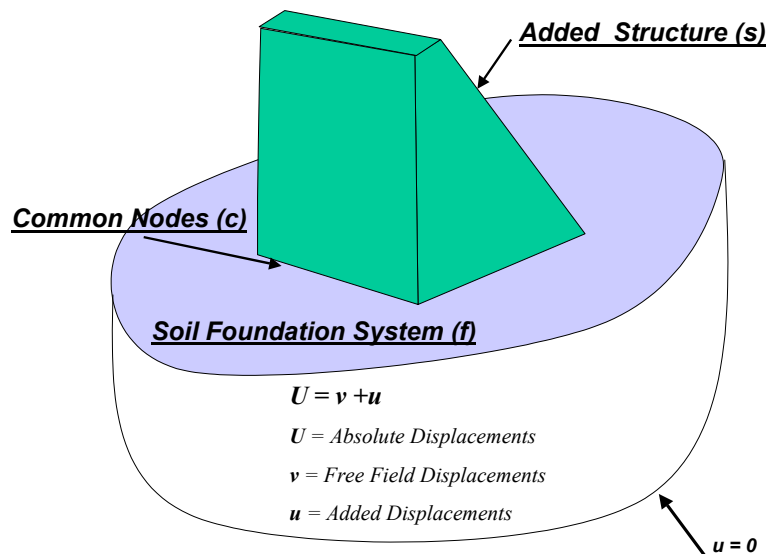 Added Structure (s)
Common Nodes (c)
Soil Foundation System (f)
U = v +u
U = Absolute Displacements
v = Free Field Displacements
u = Added Displacements
u = 0